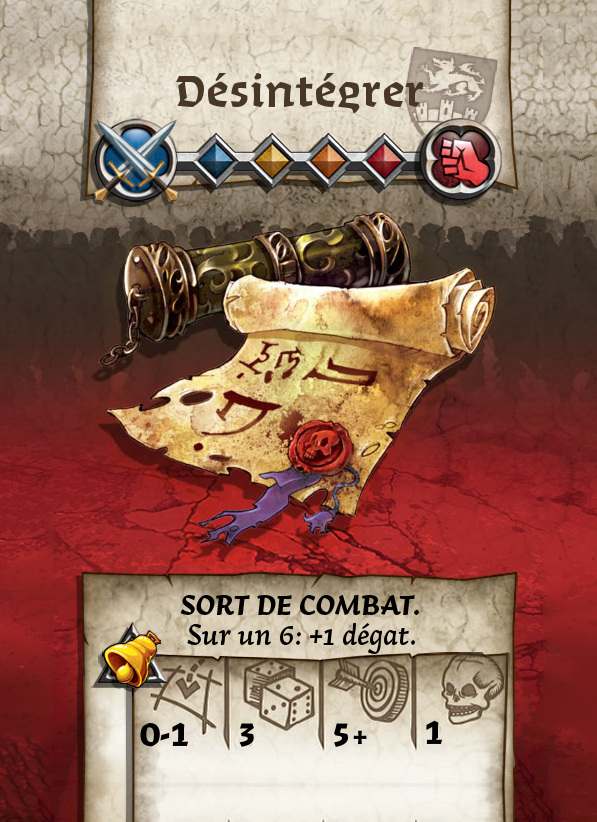 Désintégrer
SORT DE COMBAT.
Sur un 6: +1 dégat.
0-1 3 5+ 1